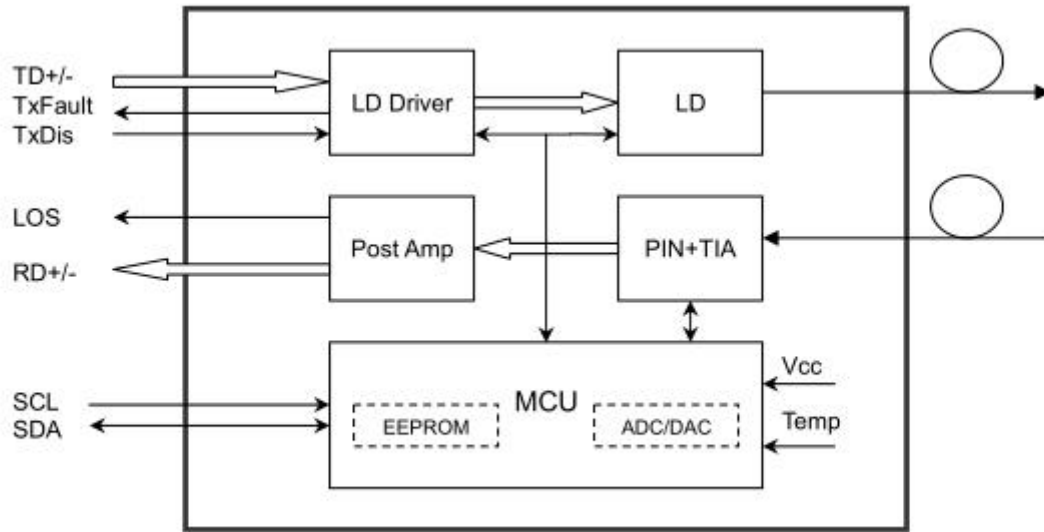 TD+/-
TxFault
TxDis
LD Driver
LD
LOS
RD+/-
Post Amp
PIN+TIA
SCL
SDA
MCU
EEPROM
ADC/DAC
Vcc
Temp